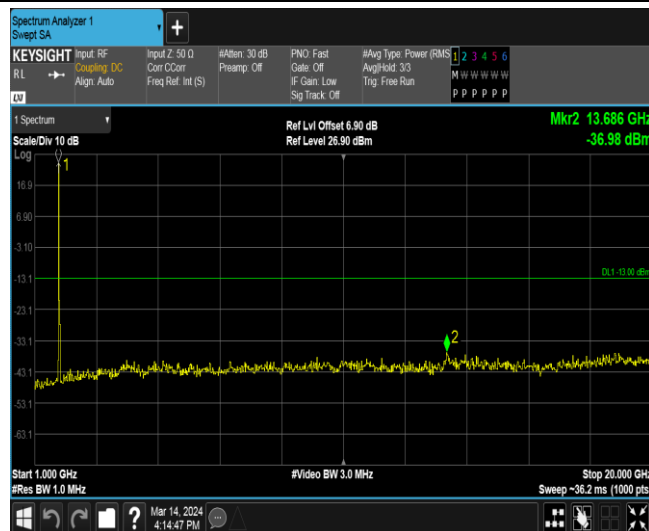 Spectrum Analyzer 1
Swept SA
+
KEYSIGHT Input: RF Input Z: 50 Ω #Atten: 30 dB PNO: Fast #Avg Type: Power (RMS 1 2 3 4 5 6
RL Coupling: DC Corr CCorr Preamp: Off Gate: Off Avg|Hold: 3/3 M W W W W W
Align: Auto Freq Ref: Int (S) IF Gain: Low Trig: Free Run
LXI Sig Track: Off P P P P P P
1 Spectrum Ref Lvl Offset 6.90 dB Mkr2 13.686 GHz
Scale/Div 10 dB Ref Level 26.90 dBm -36.98 dBm
Log
1
16.9
6.90
-3.10
DL1 -13.00 dBm
-13.1
-23.1
-33.1
2
-43.1
-53.1
-63.1
Start 1.000 GHz #Video BW 3.0 MHz Stop 20.000 GHz
#Res BW 1.0 MHz Sweep ~36.2 ms (1000 pts
? Mar 14, 2024
4:14:47 PM